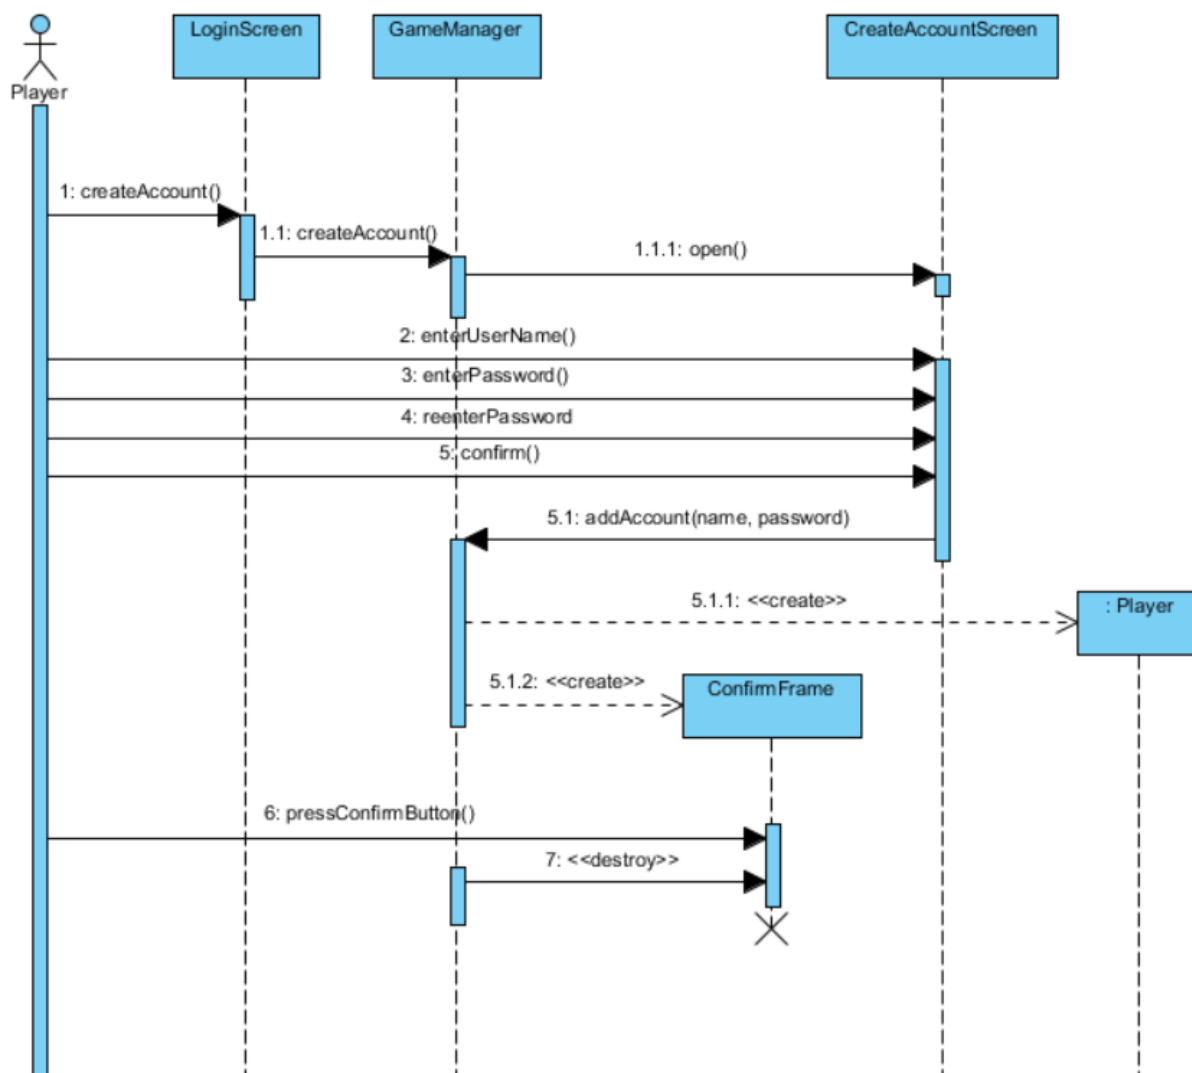 LoginScreen
GameManager
CreateAccountScreen
Player
1: createAccount()
1.1: createAccount()
1.1.1: open()
2: enterUserName()
3: enterPassword()
4: reenterPassword
5: confirm()
5.1: addAccount(name, password)
5.1.1: <<create>>
: Player
5.1.2: <<create>>
ConfirmFrame
6: pressConfirmButton()
7: <<destroy>>